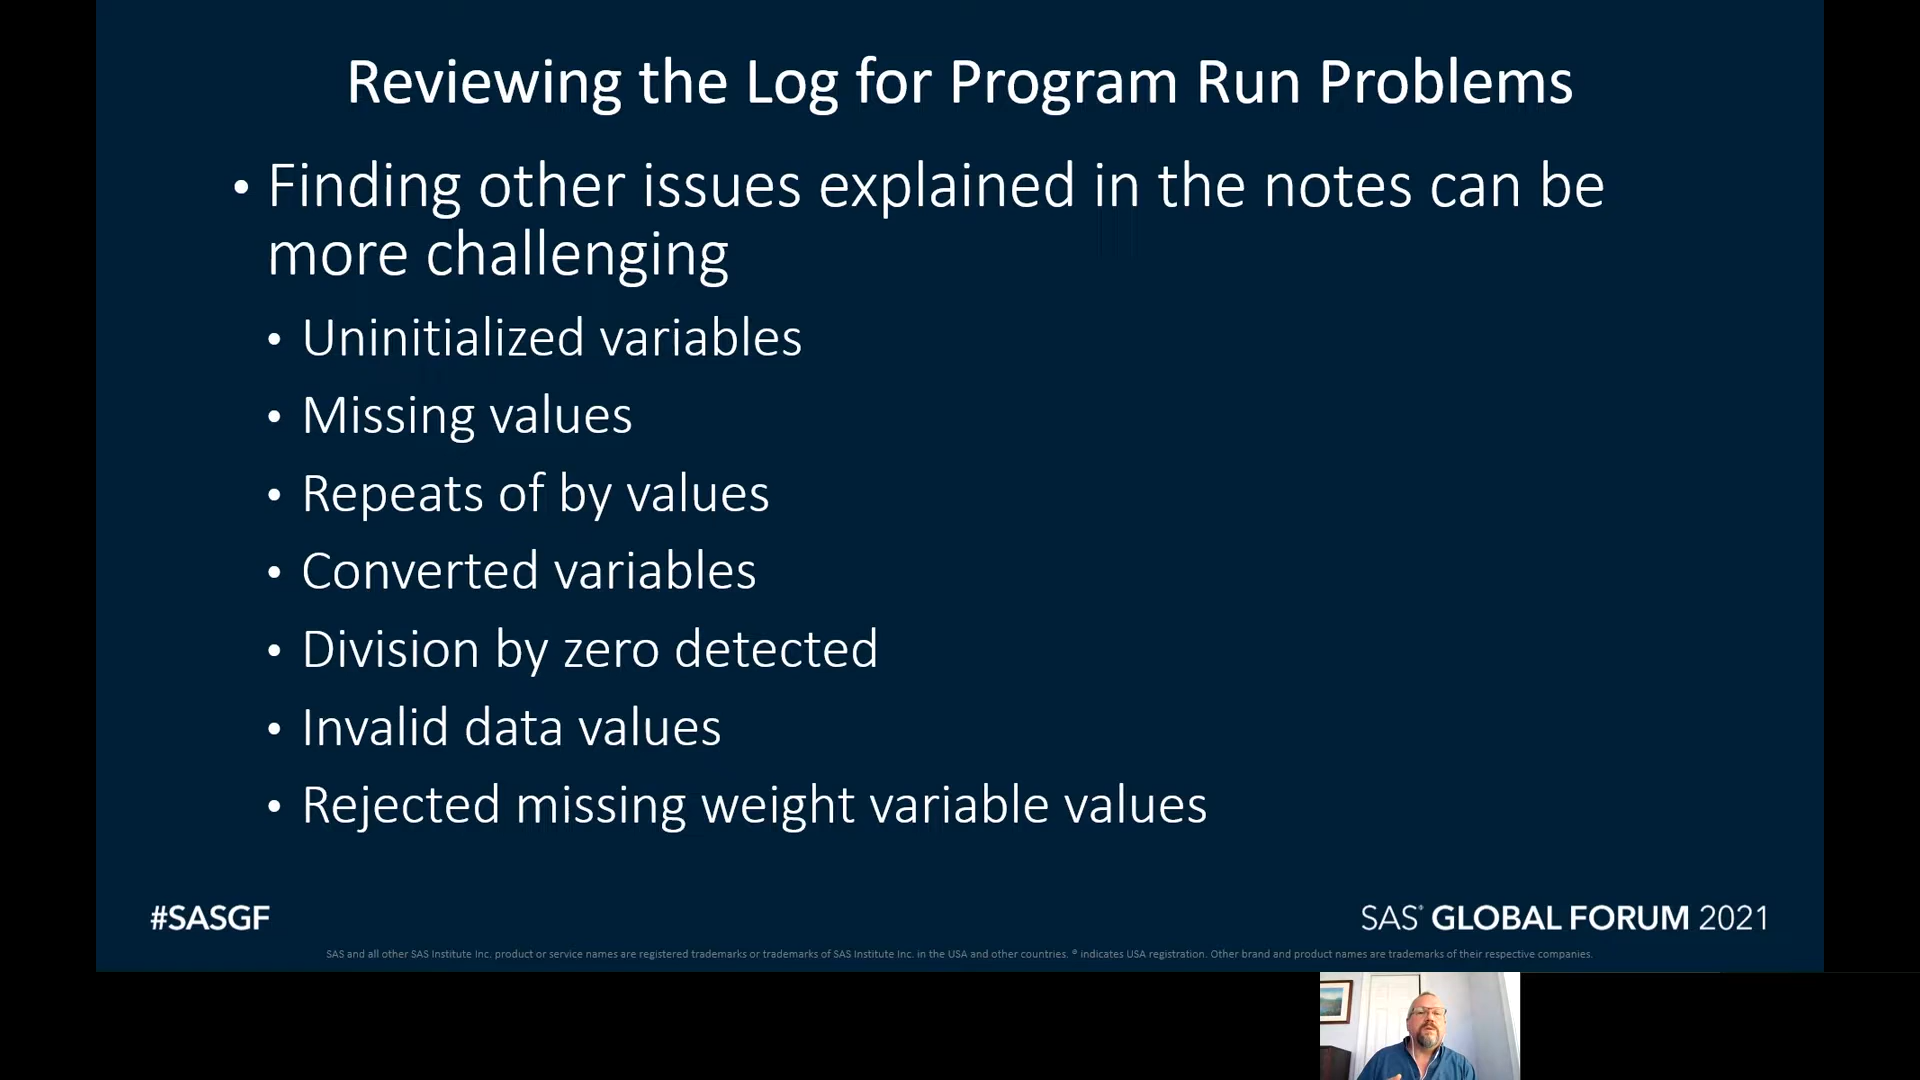 Reviewing the Log for Program Run Problems
• Finding other issues explained in the notes can be
more challenging
• Uninitialized variables
• Missing values
• Repeats of by values
• Converted variables
• Division by zero detected
• Invalid data values
• Rejected missing weight variable values
#SASGF
SAS® GLOBAL FORUM 2021
SAS and all other SAS Institute Inc. product or service names are registered trademarks or trademarks of SAS Institute Inc. in the USA and other countries. ® indicates USA registration. Other brand and product names are trademarks of their respective companies.